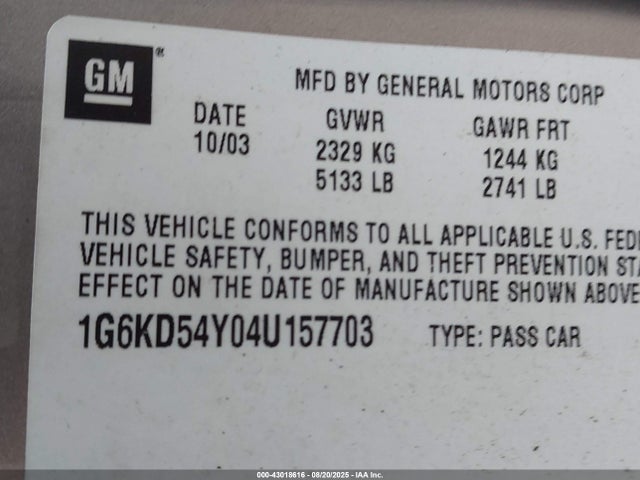 GM®
MFD BY GENERAL MOTORS CORP
DATE GVWR GAWR FRT
10/03 2329 KG 1244 KG
5133 LB 2741 LB
THIS VEHICLE CONFORMS TO ALL APPLICABLE U.S. FEDE
VEHICLE SAFETY, BUMPER, AND THEFT PREVENTION STA
EFFECT ON THE DATE OF MANUFACTURE SHOWN ABOVE
1G6KD54Y04U157703 TYPE: PASS CAR
000-43018616 - 08/20/2025 - IAA Inc.